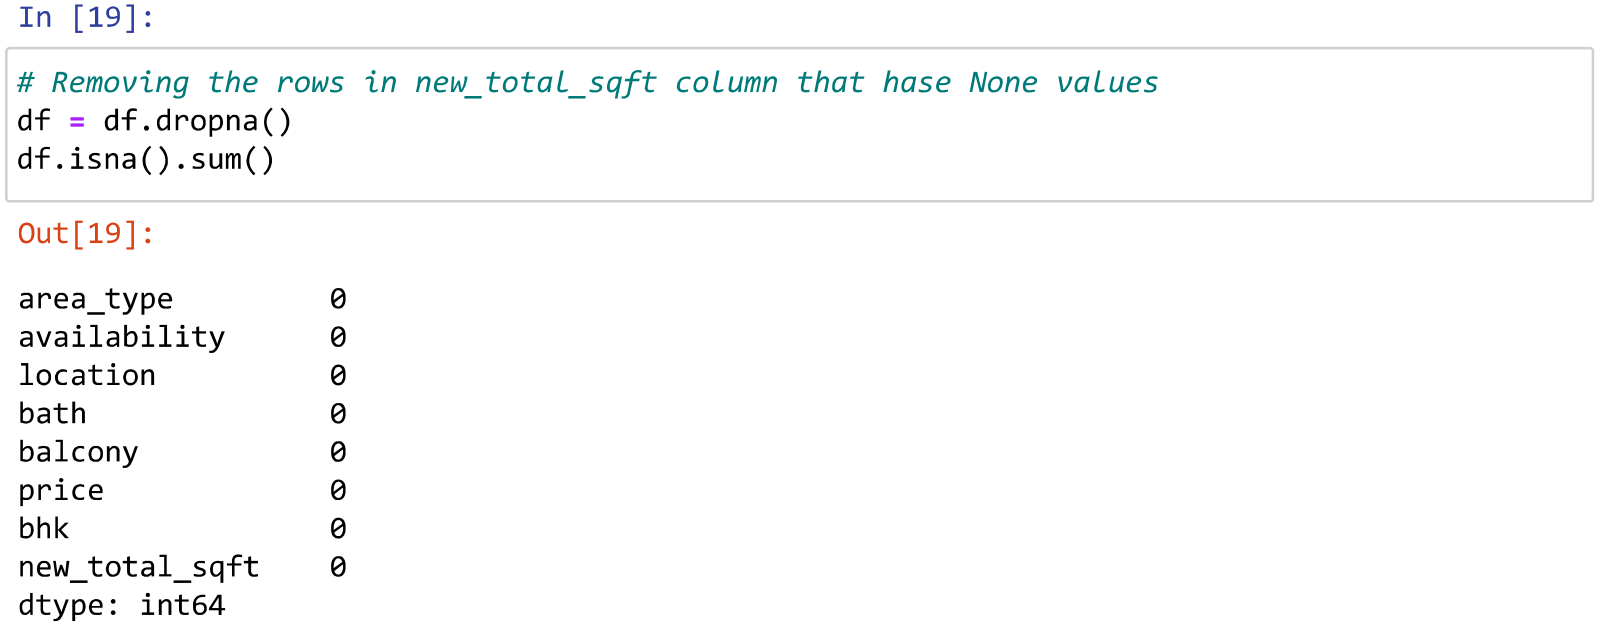 In [19]:
# Removing the rows in new_total_sqft column that hase None values
df = df.dropna()
df.isna().sum()
Out[19]:
area_type 0
availability 0
location 0
bath 0
balcony 0
price 0
bhk 0
new_total_sqft 0
dtype: int64